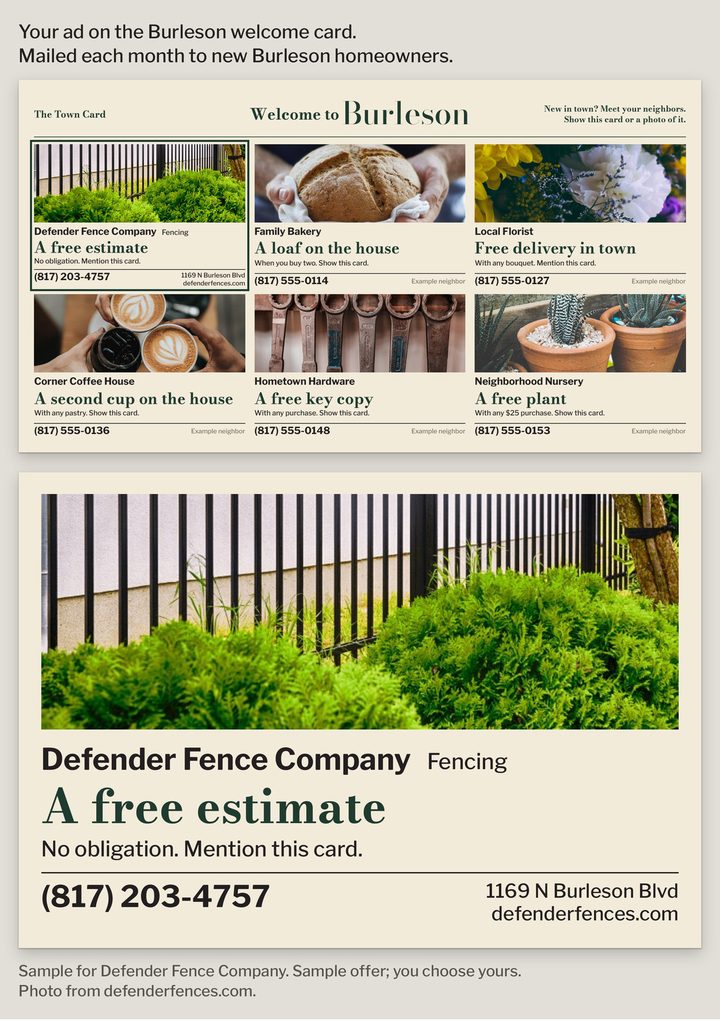 Your ad on the Burleson welcome card.
Mailed each month to new Burleson homeowners.
The Town Card
Welcome to Burleson
New in town? Meet your neighbors.
Show this card or a photo of it.
Defender Fence Company Fencing
A free estimate
No obligation. Mention this card.
(817) 203-4757
1169 N Burleson Blvd
defenderfences.com
Family Bakery
A loaf on the house
When you buy two. Show this card.
(817) 555-0114
Example neighbor
Local Florist
Free delivery in town
With any bouquet. Mention this card.
(817) 555-0127
Example neighbor
Corner Coffee House
A second cup on the house
With any pastry. Show this card.
(817) 555-0136
Example neighbor
Hometown Hardware
A free key copy
With any purchase. Show this card.
(817) 555-0148
Example neighbor
Neighborhood Nursery
A free plant
With any $25 purchase. Show this card.
(817) 555-0153
Example neighbor
Defender Fence Company Fencing
A free estimate
No obligation. Mention this card.
(817) 203-4757
1169 N Burleson Blvd
defenderfences.com
Sample for Defender Fence Company. Sample offer; you choose yours.
Photo from defenderfences.com.